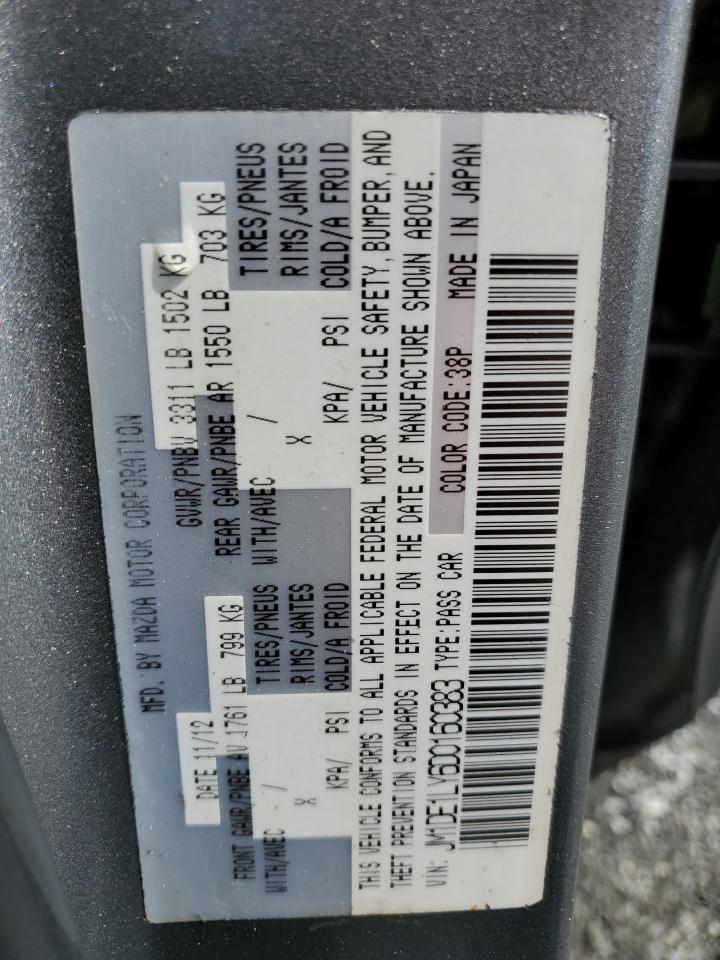 MFD. BY MAZDA MOTOR CORPORATION
DATE 11/12 GVWR/PNBV 3311 LB 1502 KG
FRONT GAWR/PNBE AV 1761 LB 799 KG REAR GAWR/PNBE AR 1550 LB 703 KG
WITH/AVEC TIRES/PNEUS WITH/AVEC TIRES/PNEUS
/ X RIMS/JANTES / X RIMS/JANTES
KPA/ PSI COLD/A FROID KPA/ PSI COLD/A FROID
THIS VEHICLE CONFORMS TO ALL APPLICABLE FEDERAL MOTOR VEHICLE SAFETY, BUMPER, AND
THEFT PREVENTION STANDARDS IN EFFECT ON THE DATE OF MANUFACTURE SHOWN ABOVE.
VIN: JM1DE1LY6D0160383 TYPE:PASS CAR COLOR CODE:38P MADE IN JAPAN